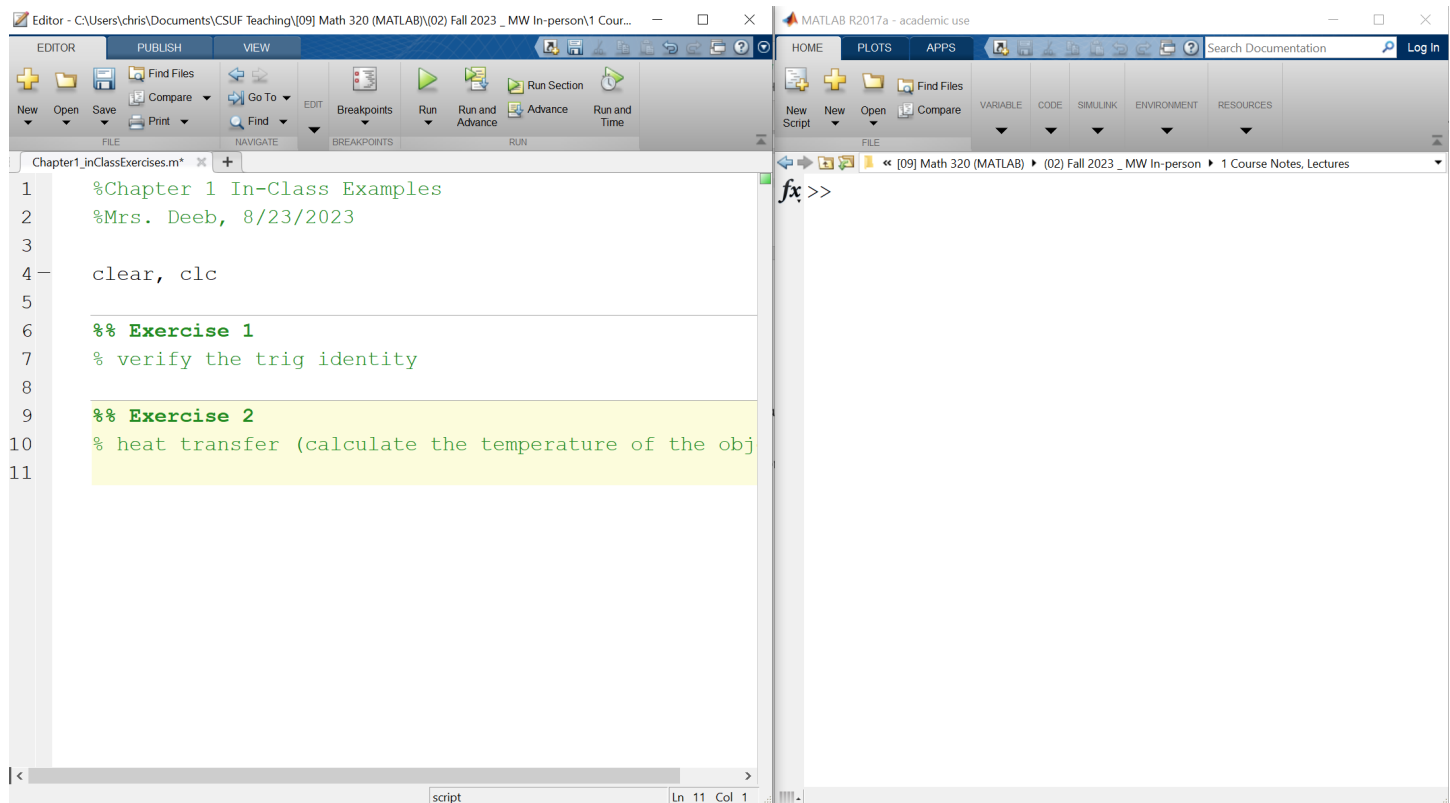 Editor - C:\Users\chris\Documents\CSUF Teaching\[09] Math 320 (MATLAB)\(02) Fall 2023 _ MW In-person\1 Cour...
EDITOR PUBLISH VIEW
New Open Save
Find Files
Compare
Print
FILE
Go To
Find
NAVIGATE
EDIT
Breakpoints
BREAKPOINTS
Run
Run and Advance
Run Section
Advance
Run and Time
RUN
Chapter1_inClassExercises.m*
1 %Chapter 1 In-Class Examples
2 %Mrs. Deeb, 8/23/2023
3
4 clear, clc
5
6 %% Exercise 1
7 % verify the trig identity
8
9 %% Exercise 2
10 % heat transfer (calculate the temperature of the obj
11
script Ln 11 Col 1
MATLAB R2017a - academic use
HOME PLOTS APPS Search Documentation Log In
New Script
New
Open
Find Files
Compare
FILE
VARIABLE CODE SIMULINK ENVIRONMENT RESOURCES
« [09] Math 320 (MATLAB) (02) Fall 2023 _ MW In-person 1 Course Notes, Lectures
fx >>